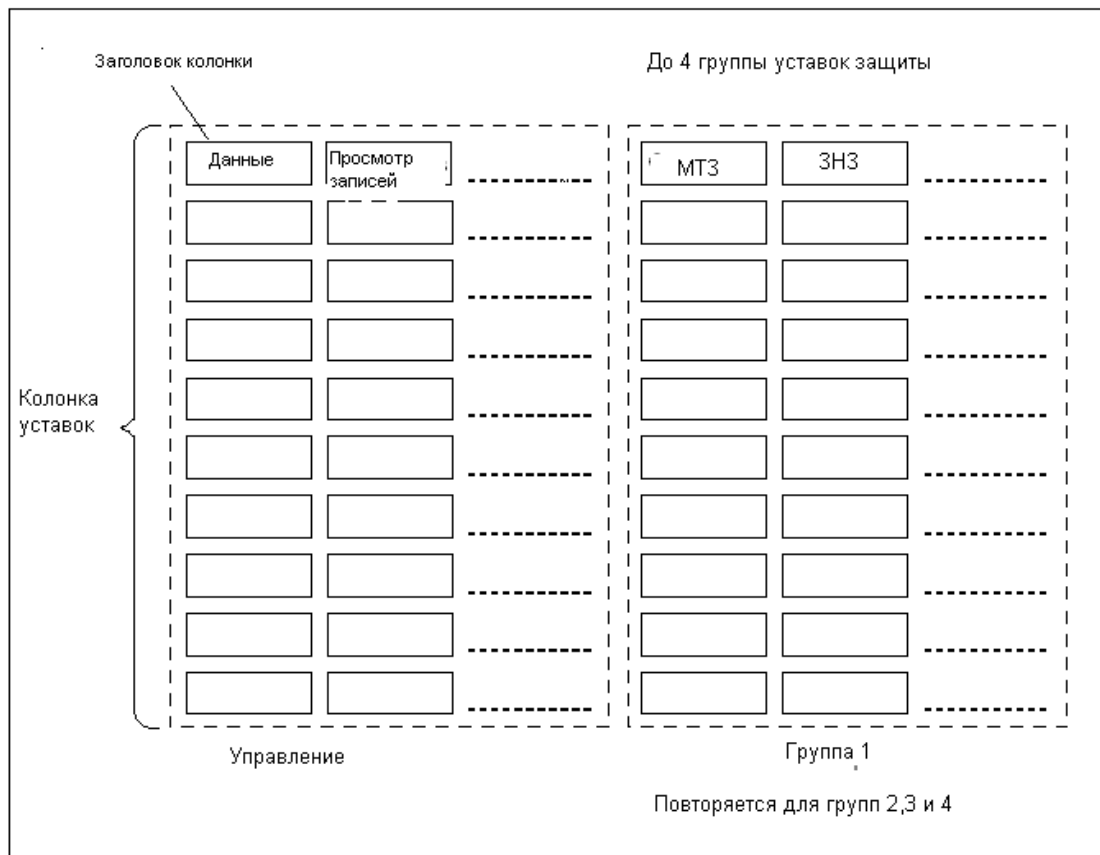 Заголовок колонки
До 4 группы уставок защиты
Данные
Просмотр
записей
МТЗ
ЗНЗ
Колонка
уставок
Управление
Группа 1
Повторяется для групп 2,3 и 4